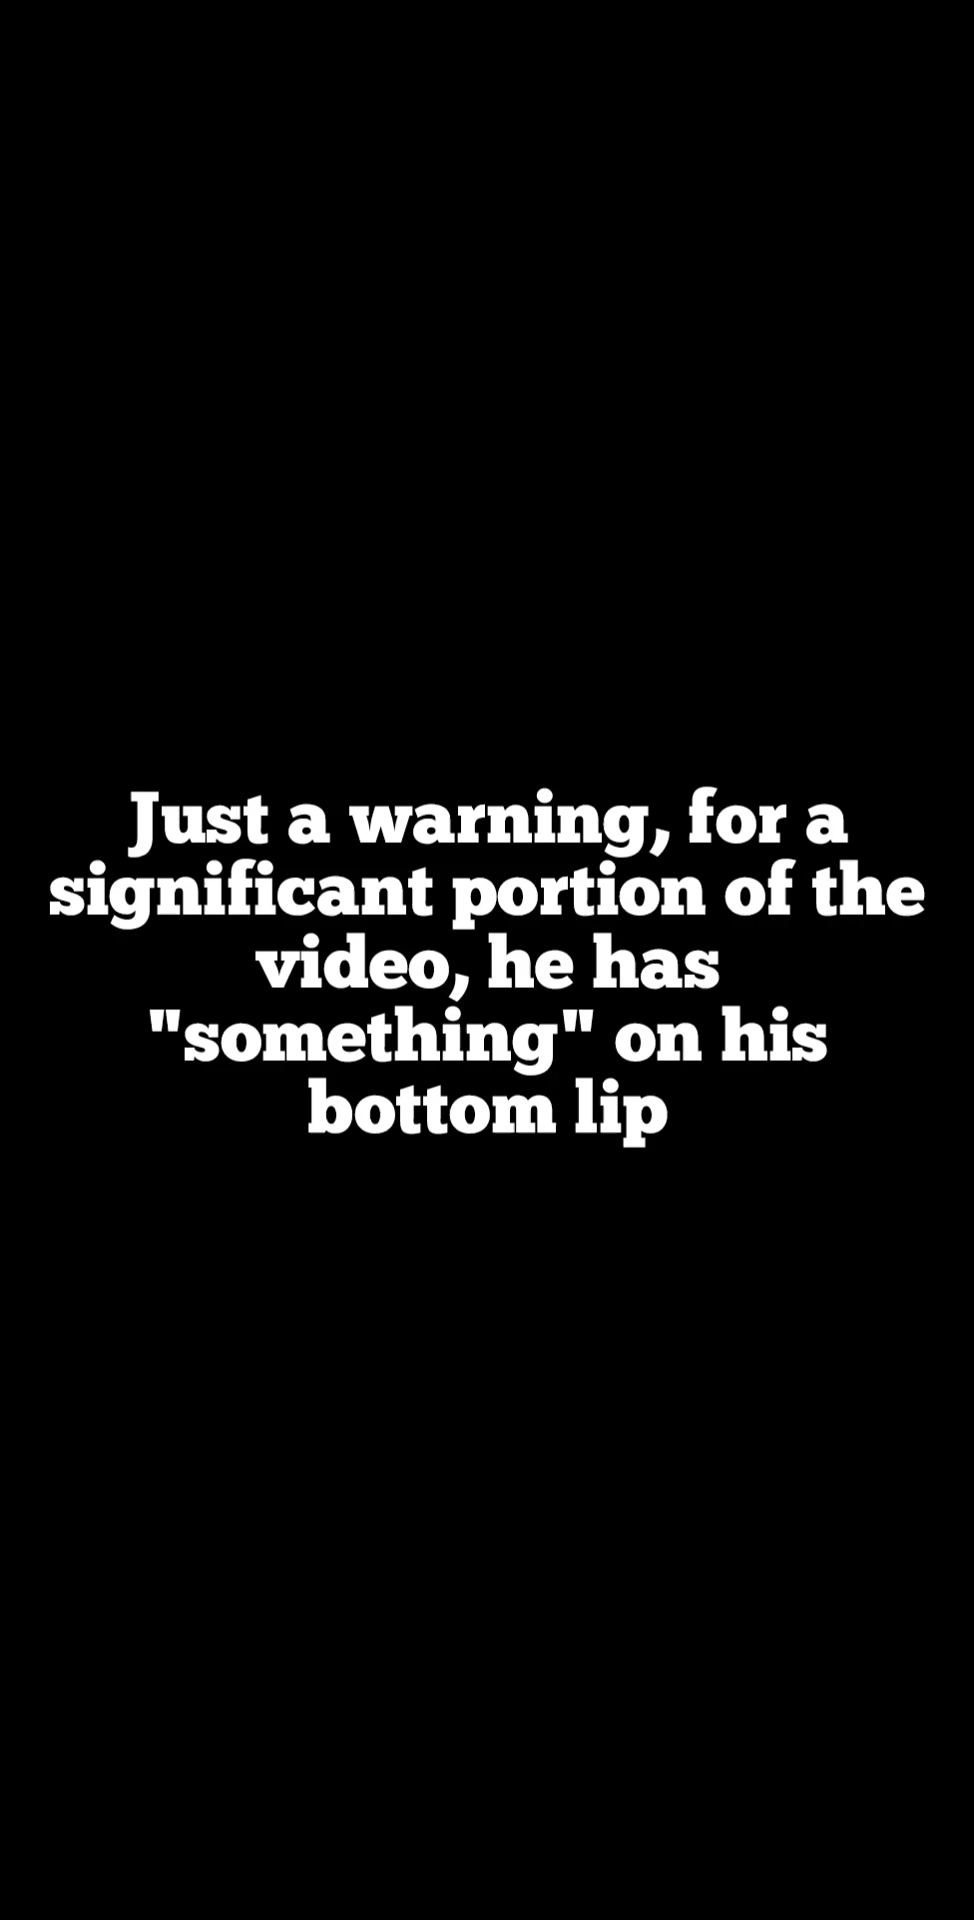 Just a warning, for a
significant portion of the
video, he has
"something" on his
bottom lip